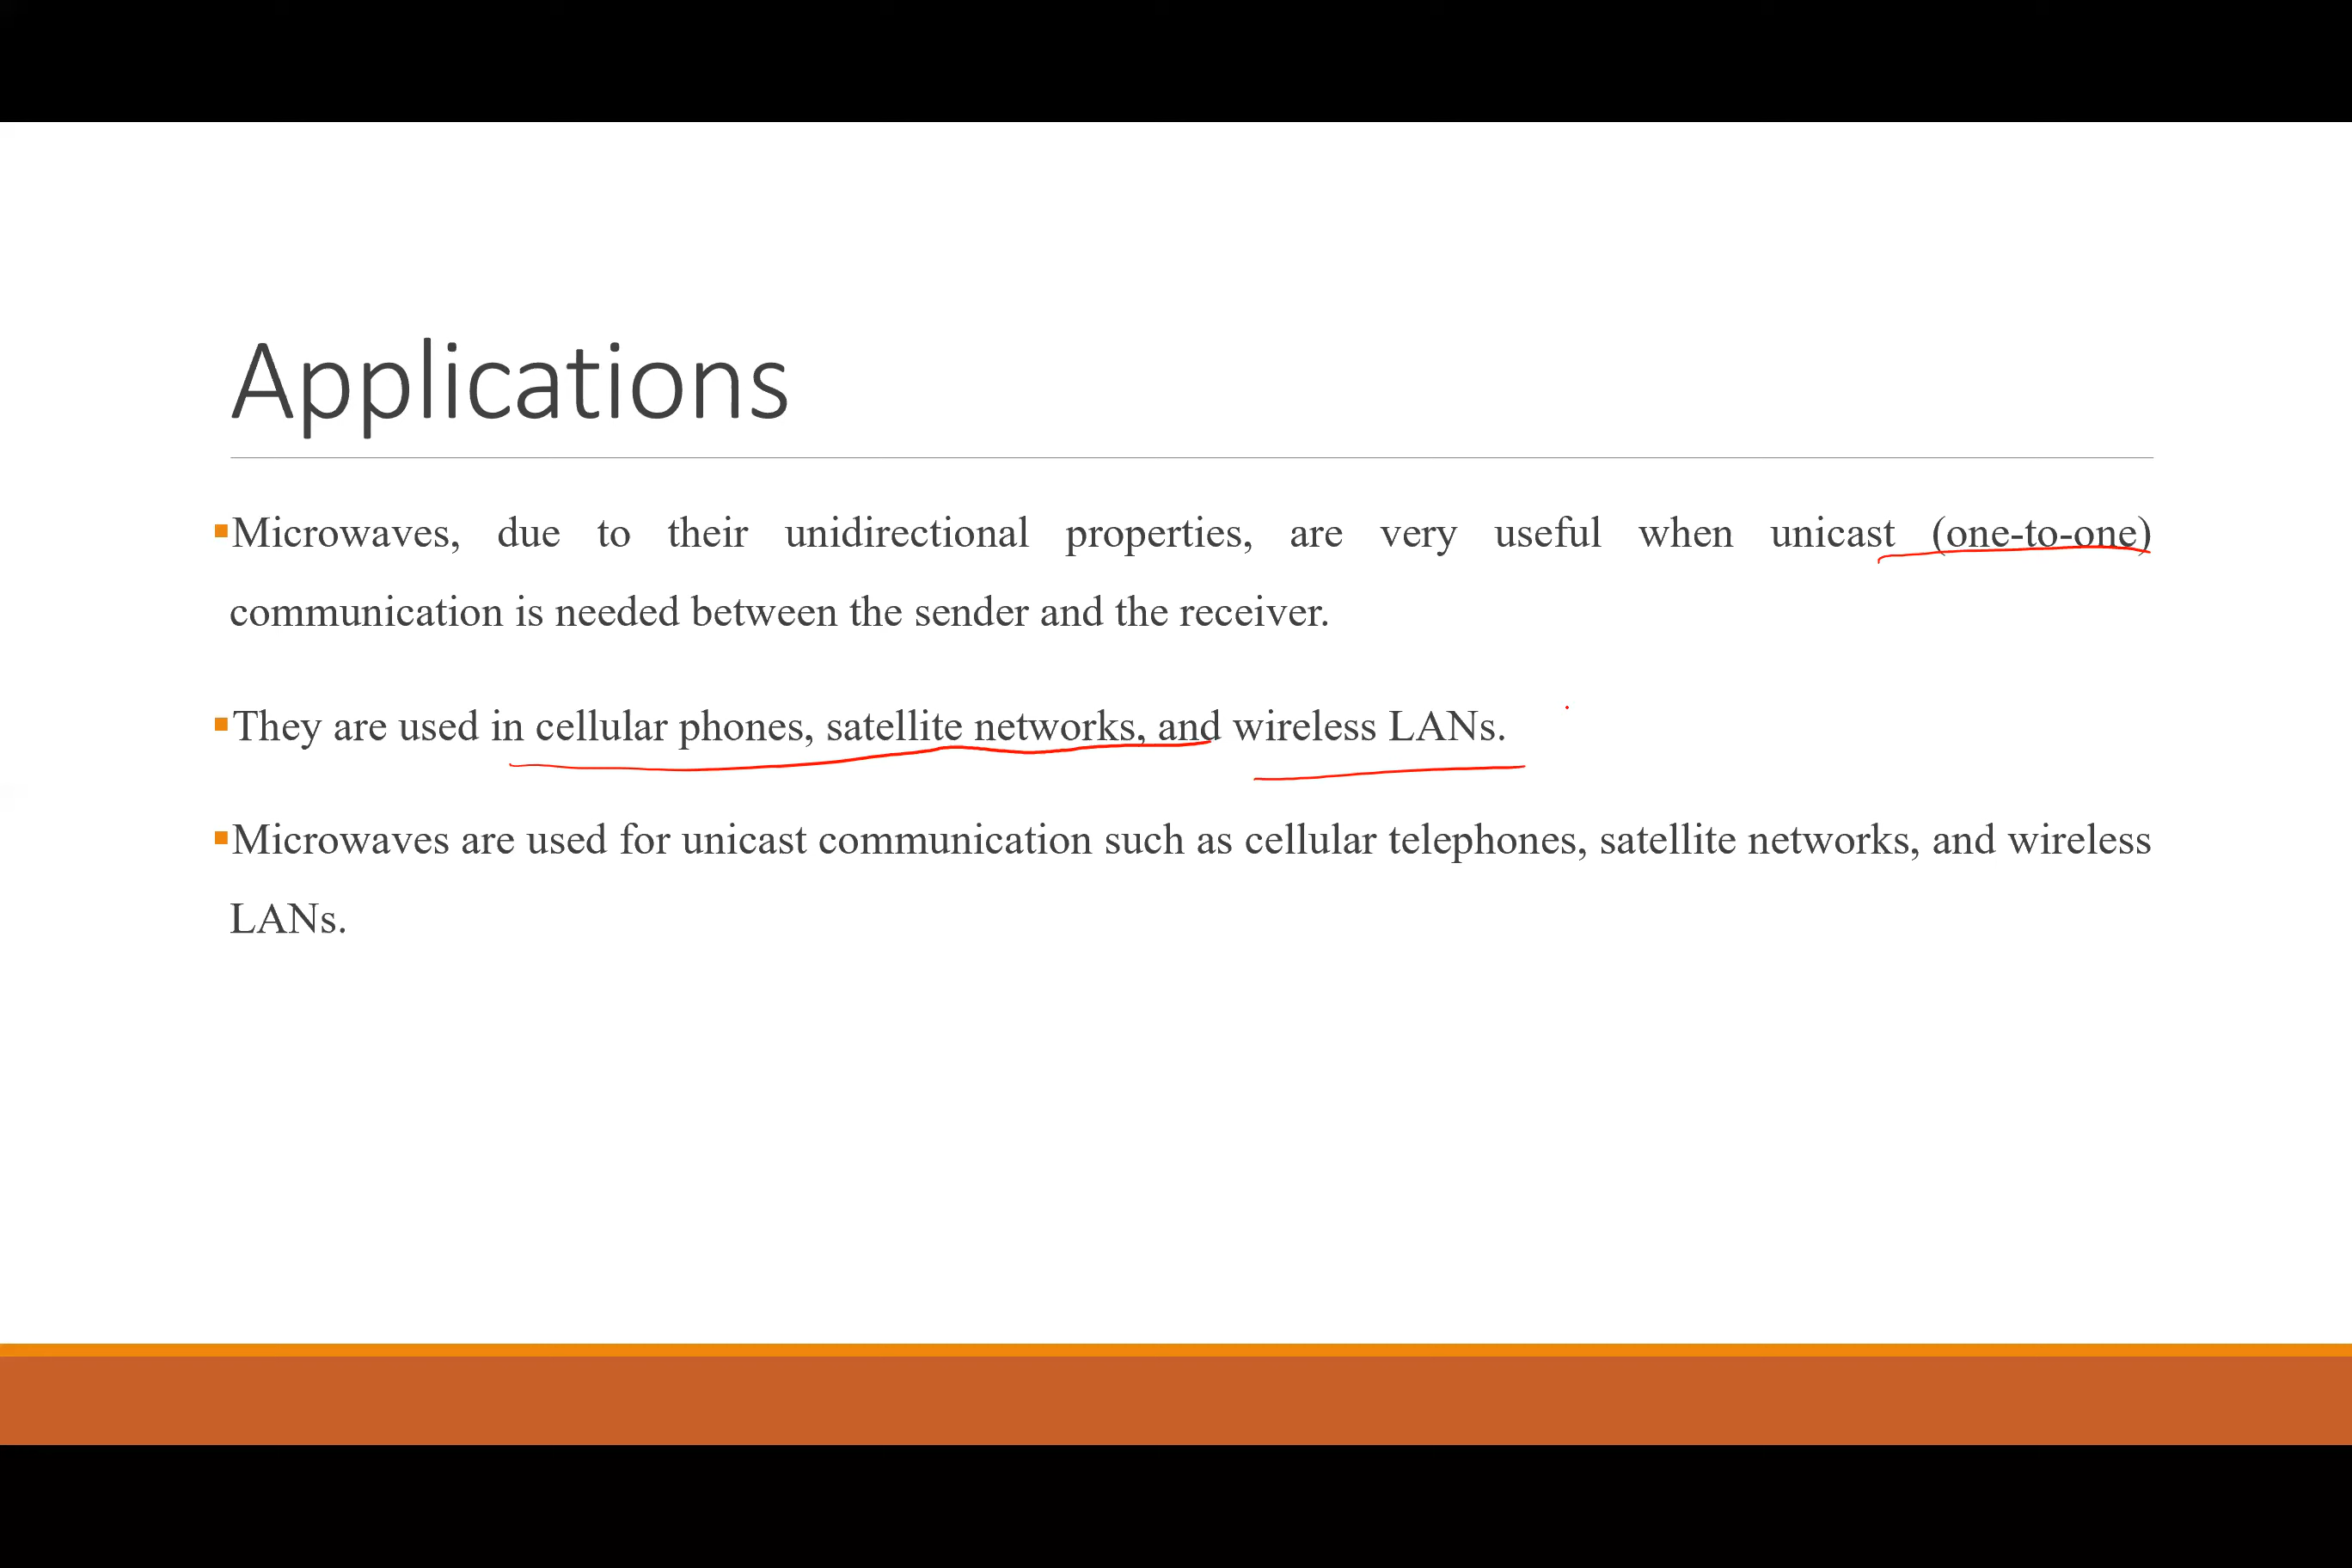 Applications
▪Microwaves, due to their unidirectional properties, are very useful when unicast (one-to-one)
communication is needed between the sender and the receiver.
▪They are used in cellular phones, satellite networks, and wireless LANs.
▪Microwaves are used for unicast communication such as cellular telephones, satellite networks, and wireless
LANs.